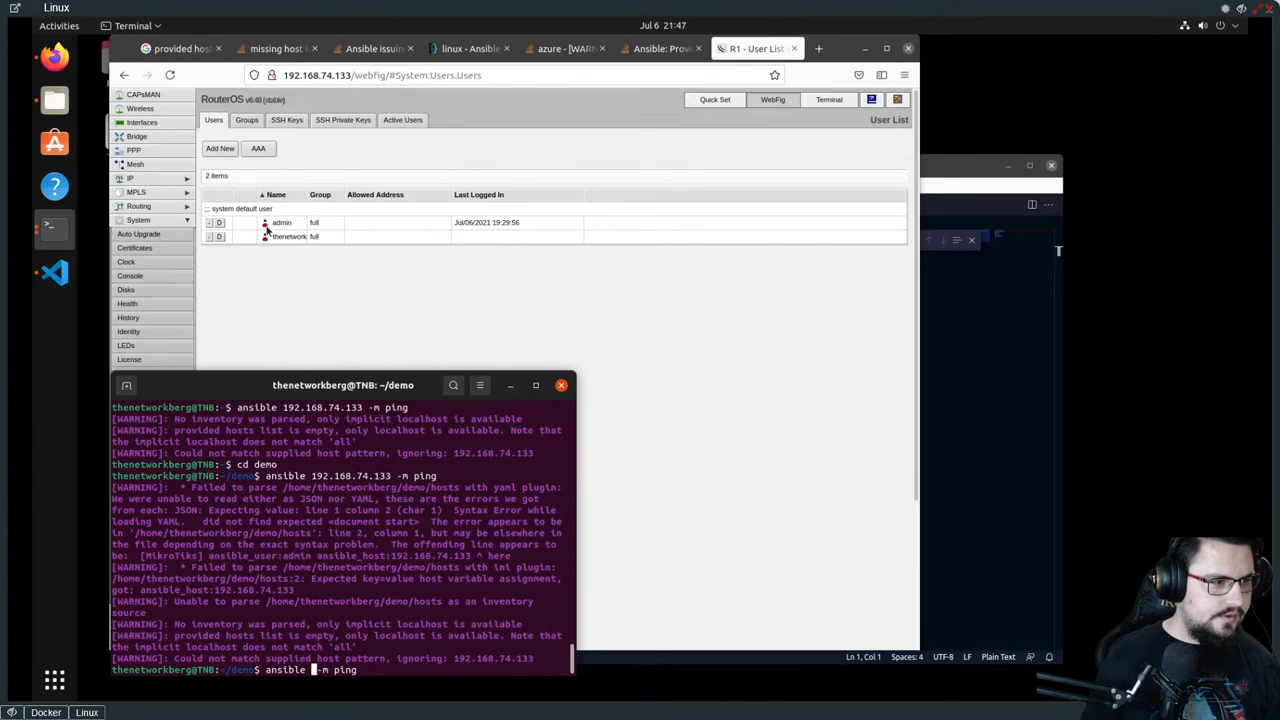 Linux
Activities
Terminal
Jul 6 21:47
provided host
missing host i
Ansible issuin
linux - Ansible
azure - [WARN
Ansible: Provi
R1 - User List
192.168.74.133/webfig/#System:Users.Users
CAPsMAN
Wireless
Interfaces
Bridge
PPP
Mesh
IP
MPLS
Routing
System
Auto Upgrade
Certificates
Clock
Console
Disks
Health
History
Identity
LEDs
License
RouterOS v6.48 (stable)
Quick Set
WebFig
Terminal
Users
Groups
SSH Keys
SSH Private Keys
Active Users
User List
Add New
AAA
2 items
Name
Group
Allowed Address
Last Logged In
;;; system default user
- D admin full Jul/06/2021 19:29:56
- D thenetwork full
thenetworkberg@TNB: ~/demo
thenetworkberg@TNB:~$ ansible 192.168.74.133 -m ping
[WARNING]: No inventory was parsed, only implicit localhost is available
[WARNING]: provided hosts list is empty, only localhost is available. Note that
the implicit localhost does not match 'all'
[WARNING]: Could not match supplied host pattern, ignoring: 192.168.74.133
thenetworkberg@TNB:~$ cd demo
thenetworkberg@TNB:~/demo$ ansible 192.168.74.133 -m ping
[WARNING]:  * Failed to parse /home/thenetworkberg/demo/hosts with yaml plugin:
We were unable to read either as JSON nor YAML, these are the errors we got
from each: JSON: Expecting value: line 1 column 2 (char 1)  Syntax Error while
loading YAML.   did not find expected <document start>  The error appears to be
in '/home/thenetworkberg/demo/hosts': line 2, column 1, but may be elsewhere in
the file depending on the exact syntax problem.  The offending line appears to
be:  [MikroTiks] ansible_user:admin ansible_host:192.168.74.133 ^ here
[WARNING]:  * Failed to parse /home/thenetworkberg/demo/hosts with ini plugin:
/home/thenetworkberg/demo/hosts:2: Expected key=value host variable assignment,
got: ansible_host:192.168.74.133
[WARNING]: Unable to parse /home/thenetworkberg/demo/hosts as an inventory
source
[WARNING]: No inventory was parsed, only implicit localhost is available
[WARNING]: provided hosts list is empty, only localhost is available. Note that
the implicit localhost does not match 'all'
[WARNING]: Could not match supplied host pattern, ignoring: 192.168.74.133
thenetworkberg@TNB:~/demo$ ansible -m ping
Ln 1, Col 1
Spaces: 4
UTF-8
LF
Plain Text
Docker
Linux